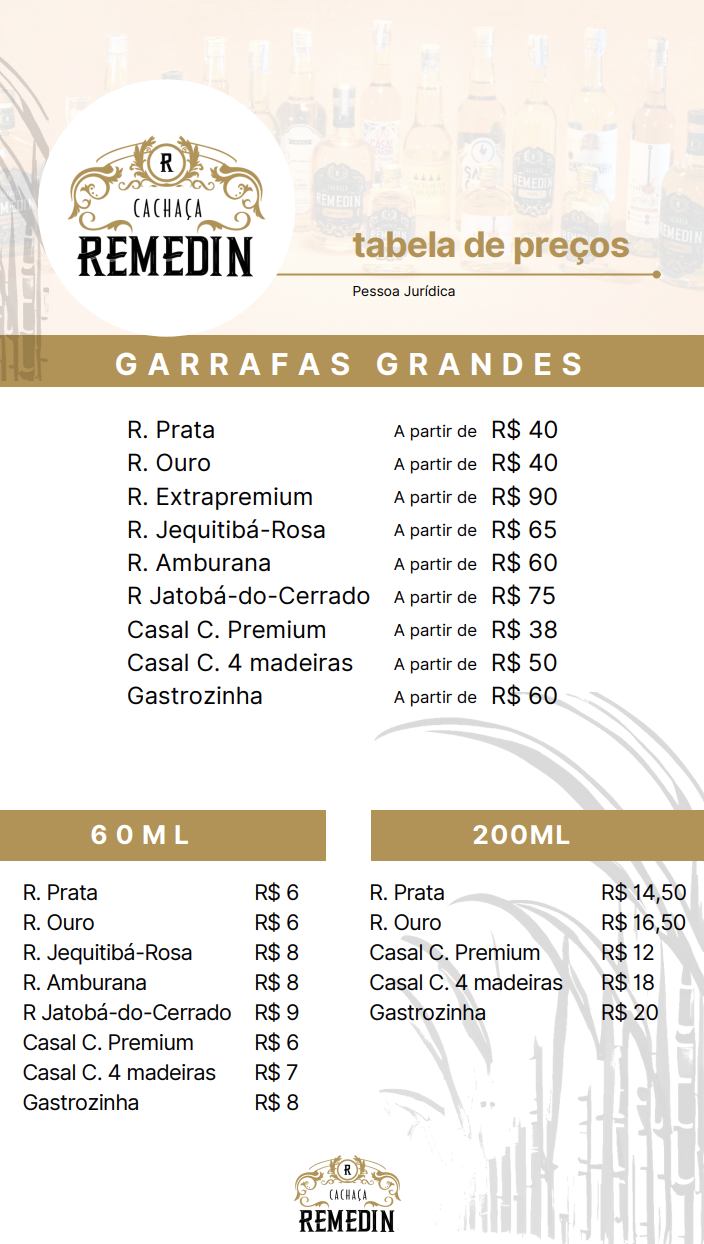 R
CACHAÇA
REMEDIN
tabela de preços
Pessoa Jurídica
GARRAFAS GRANDES
R. Prata A partir de R$ 40
R. Ouro A partir de R$ 40
R. Extrapremium A partir de R$ 90
R. Jequitibá-Rosa A partir de R$ 65
R. Amburana A partir de R$ 60
R Jatobá-do-Cerrado A partir de R$ 75
Casal C. Premium A partir de R$ 38
Casal C. 4 madeiras A partir de R$ 50
Gastrozinha A partir de R$ 60
60ML
R. Prata R$ 6
R. Ouro R$ 6
R. Jequitibá-Rosa R$ 8
R. Amburana R$ 8
R Jatobá-do-Cerrado R$ 9
Casal C. Premium R$ 6
Casal C. 4 madeiras R$ 7
Gastrozinha R$ 8
200ML
R. Prata R$ 14,50
R. Ouro R$ 16,50
Casal C. Premium R$ 12
Casal C. 4 madeiras R$ 18
Gastrozinha R$ 20
R
CACHAÇA
REMEDIN